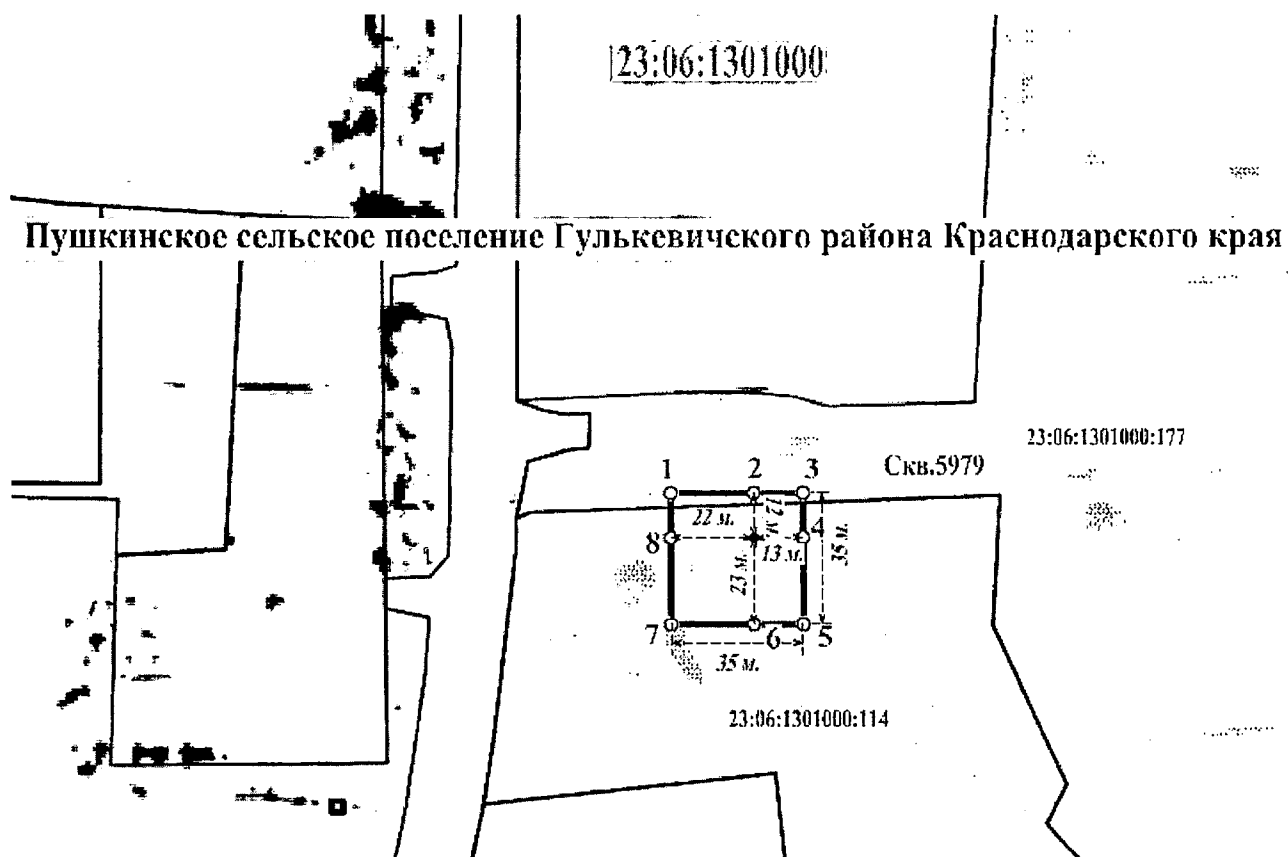 23:06:1301000
Пушкинское сельское поселение Гулькевичского района Краснодарского края
23:06:1301000:177
Скв.5979
1 2 3
12 м.
22 м.
4
8
13 м.
35 м.
23 м.
7 6 5
35 м.
23:06:1301000:114